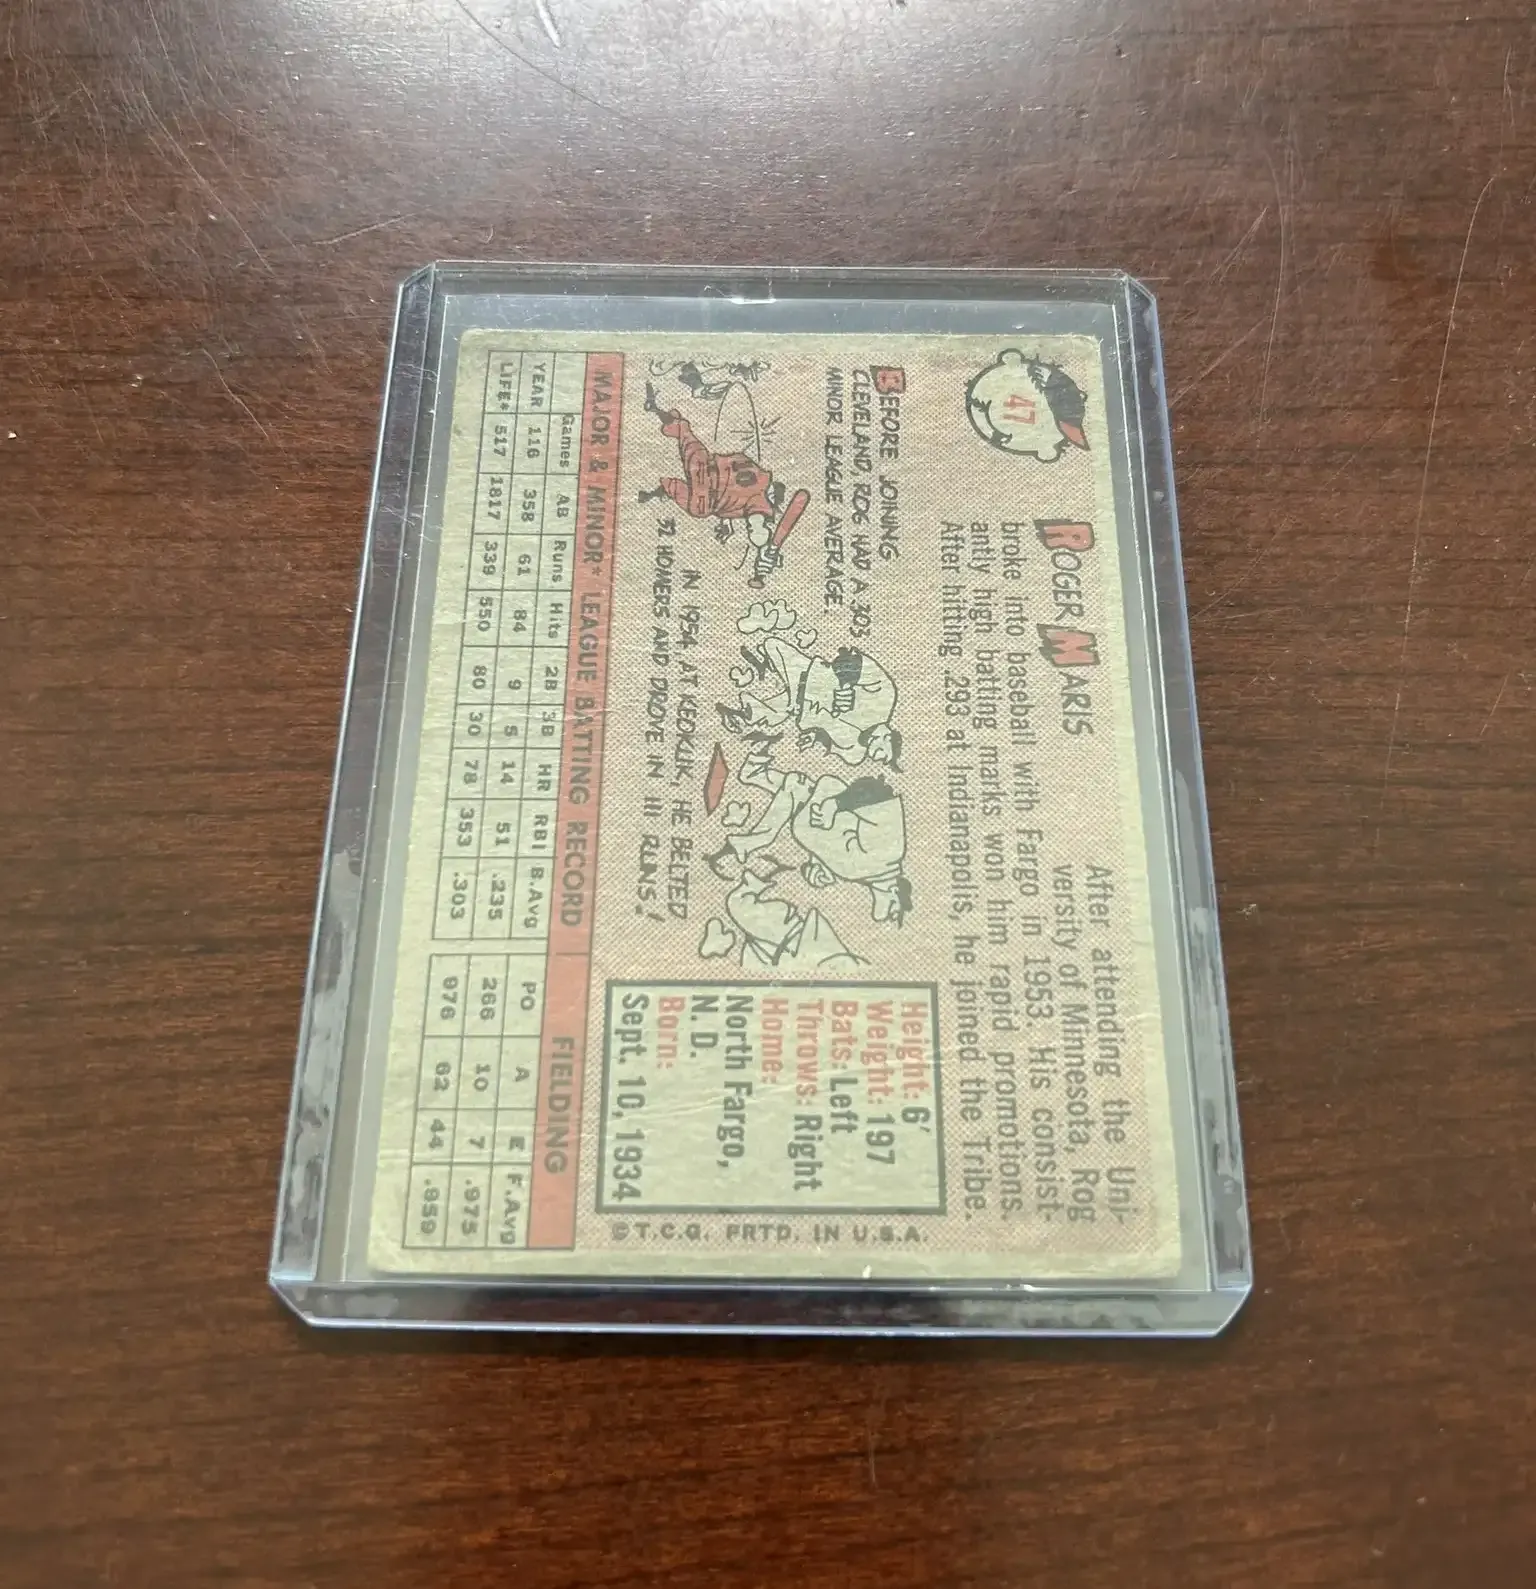 47
ROGER MARIS
After attending the Uni-
versity of Minnesota, Rog
broke into baseball with Fargo in 1953. His consist-
antly high batting marks won him rapid promotions.
After hitting .293 at Indianapolis, he joined the Tribe.
BEFORE JOINING
CLEVELAND, ROG HAD A .303
MINOR LEAGUE AVERAGE.
10
IN 1954 AT KEOKUK, HE BELTED
32 HOMERS AND DROVE IN 111 RUNS!
Height: 6'
Weight: 197
Bats: Left
Throws: Right
Home:
North Fargo,
N. D.
Born:
Sept. 10, 1934
© T.C.G. PRTD. IN U.S.A.
MAJOR & MINOR* LEAGUE BATTING RECORD FIELDING
Games AB Runs Hits 2B 3B HR RBI B.Avg PO A E F.Avg
YEAR 116 358 61 84 9 5 14 51 .235 266 10 7 .975
LIFE* 517 1817 339 550 80 30 78 353 .303 976 62 44 .959